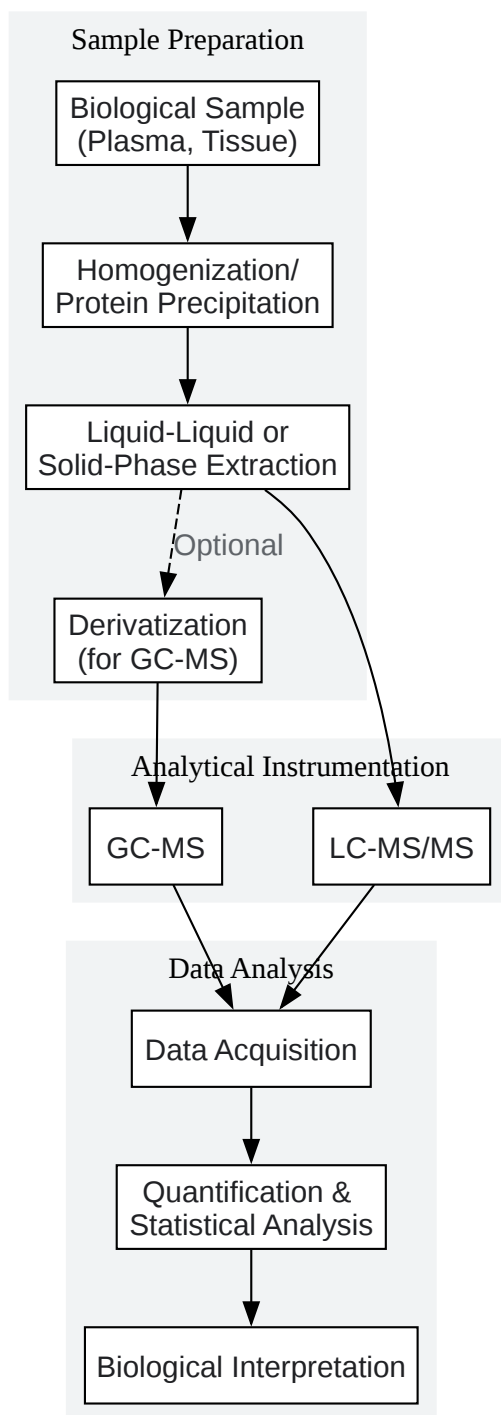 Sample Preparation
Biological Sample
(Plasma, Tissue)
Homogenization/
Protein Precipitation
Liquid-Liquid or
Solid-Phase Extraction
Optional
Derivatization
(for GC-MS)
Analytical Instrumentation
GC-MS
LC-MS/MS
Data Analysis
Data Acquisition
Quantification &
Statistical Analysis
Biological Interpretation